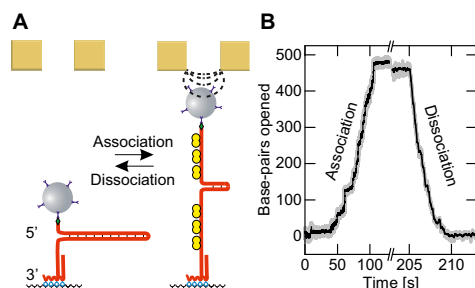 A
Association
Dissociation
5'
3'
B
Base-pairs opened
500
400
300
200
100
0
Association
Dissociation
0 50 100 205 210
Time [s]